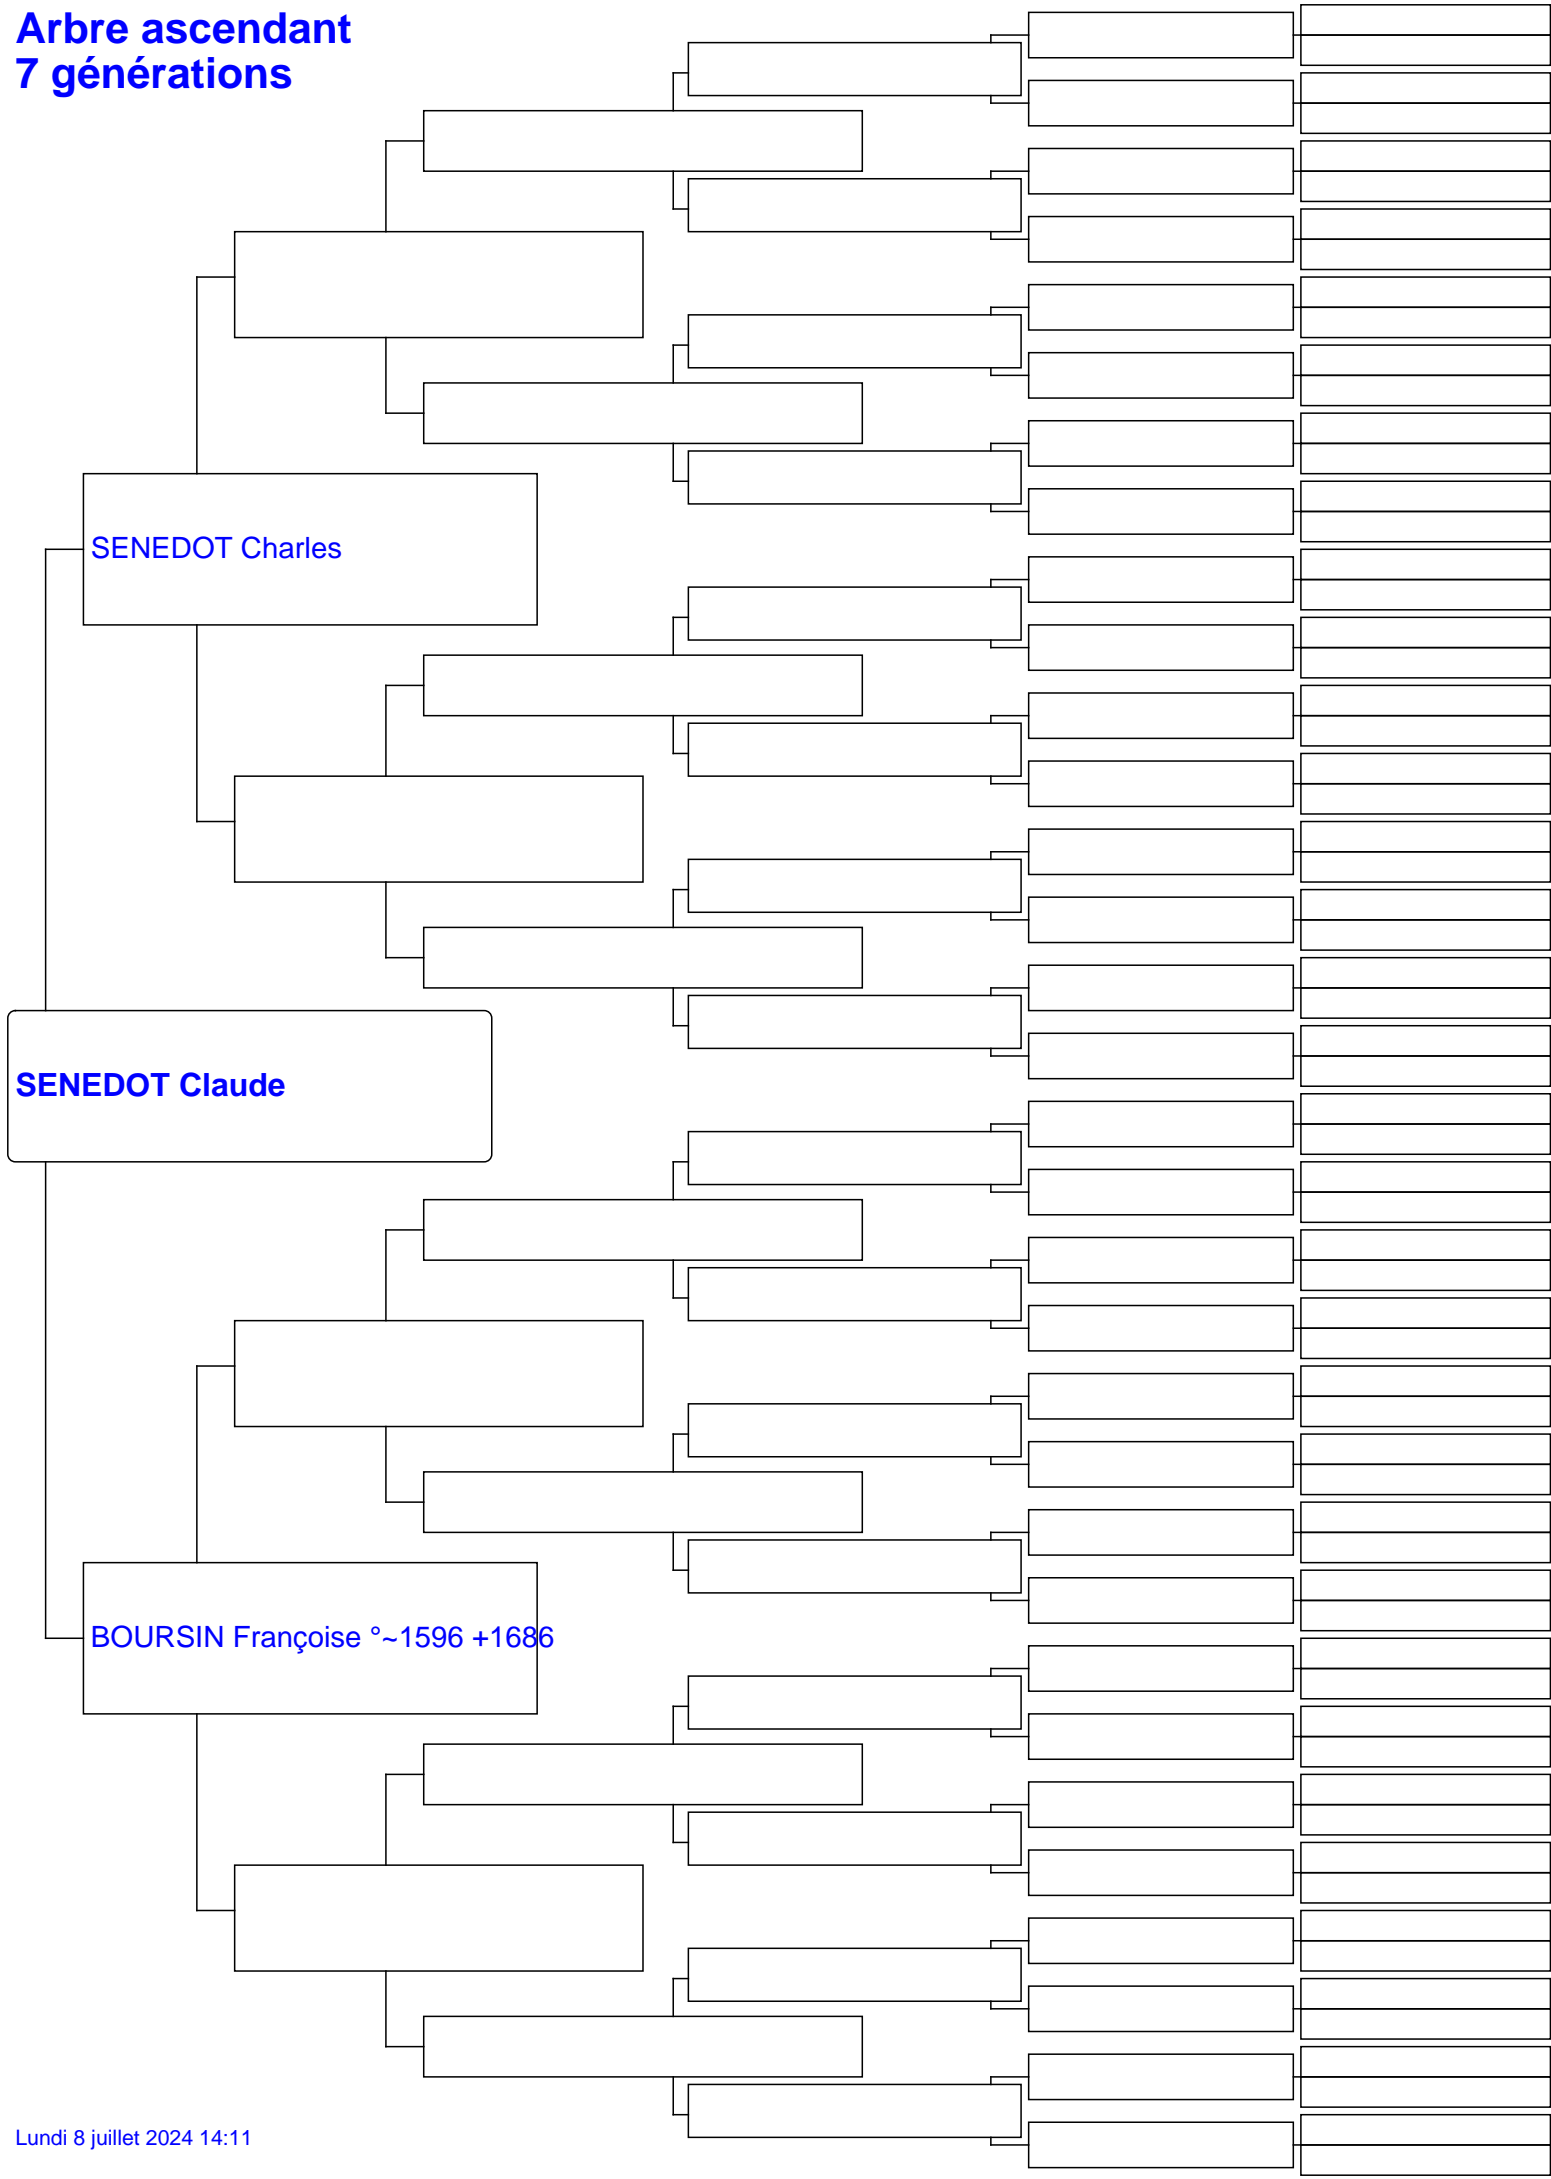 Arbre ascendant
7 générations
SENEDOT Charles
SENEDOT Claude
BOURSIN Françoise °~1596 +1686
Lundi 8 juillet 2024 14:11